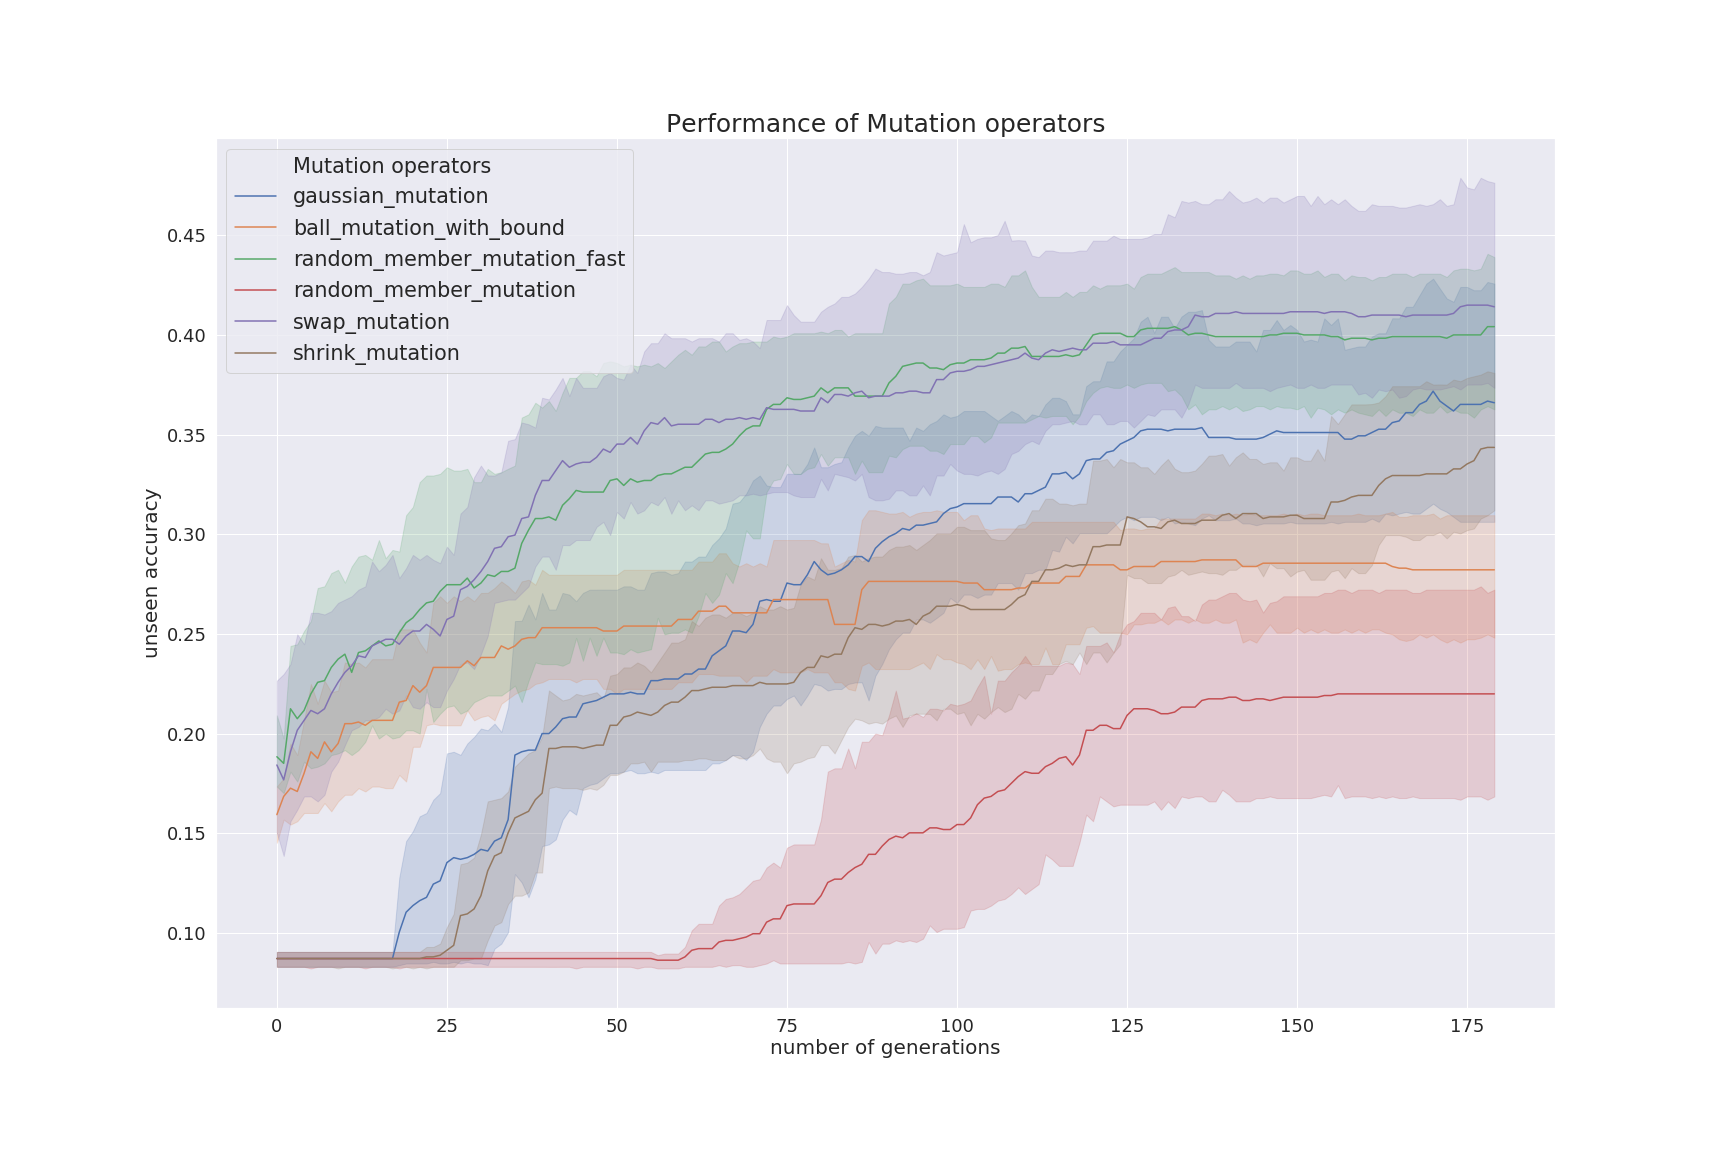 Performance of Mutation operators
Mutation operators
gaussian_mutation
ball_mutation_with_bound
random_member_mutation_fast
random_member_mutation
swap_mutation
shrink_mutation
0.45
0.40
0.35
0.30
0.25
0.20
0.15
0.10
unseen accuracy
0 25 50 75 100 125 150 175
number of generations